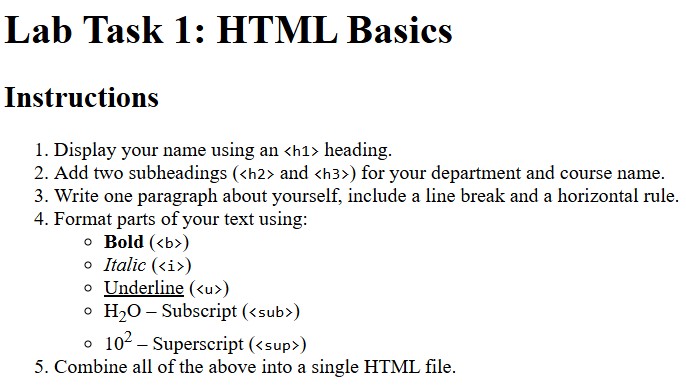 Lab Task 1: HTML Basics
Instructions
1. Display your name using an <h1> heading.
2. Add two subheadings (<h2> and <h3>) for your department and course name.
3. Write one paragraph about yourself, include a line break and a horizontal rule.
4. Format parts of your text using:
○ Bold (<b>)
○ Italic (<i>)
○ Underline (<u>)
○ H₂O – Subscript (<sub>)
○ 10² – Superscript (<sup>)
5. Combine all of the above into a single HTML file.